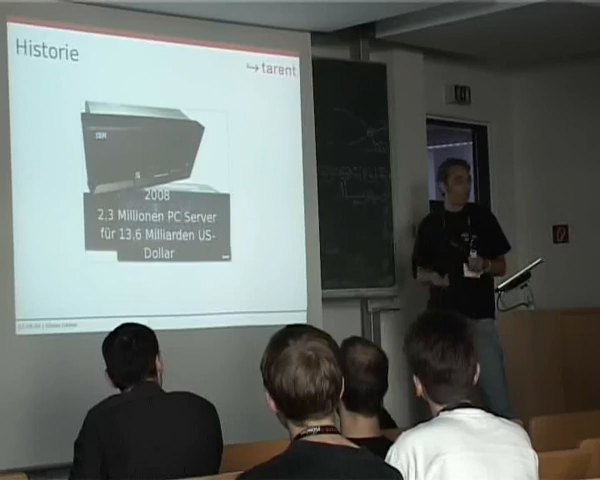 Historie
tarent
IBM
2008
2.3 Millionen PC Server
für 13.6 Milliarden US-
Dollar